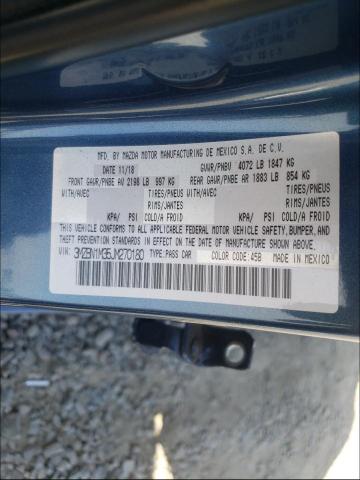 MFD. BY MAZDA MOTOR MANUFACTURING DE MEXICO S.A. DE C.V.
DATE 11/18 GVWR/PNBV 4072 LB 1847 KG
FRONT GAWR/PNBE AV 2198 LB 997 KG REAR GAWR/PNBE AR 1883 LB 854 KG
WITH/AVEC TIRES/PNEUS WITH/AVEC TIRES/PNEUS
RIMS/JANTES RIMS/JANTES
KPA/ PSI COLD/A FROID KPA/ PSI COLD/A FROID
THIS VEHICLE CONFORMS TO ALL APPLICABLE FEDERAL MOTOR VEHICLE SAFETY, BUMPER, AND
THEFT PREVENTION STANDARDS IN EFFECT ON THE DATE OF MANUFACTURE SHOWN ABOVE.
VIN: 3MZBN1M35JM270180 TYPE:PASS CAR COLOR CODE:45B MADE IN MEXICO